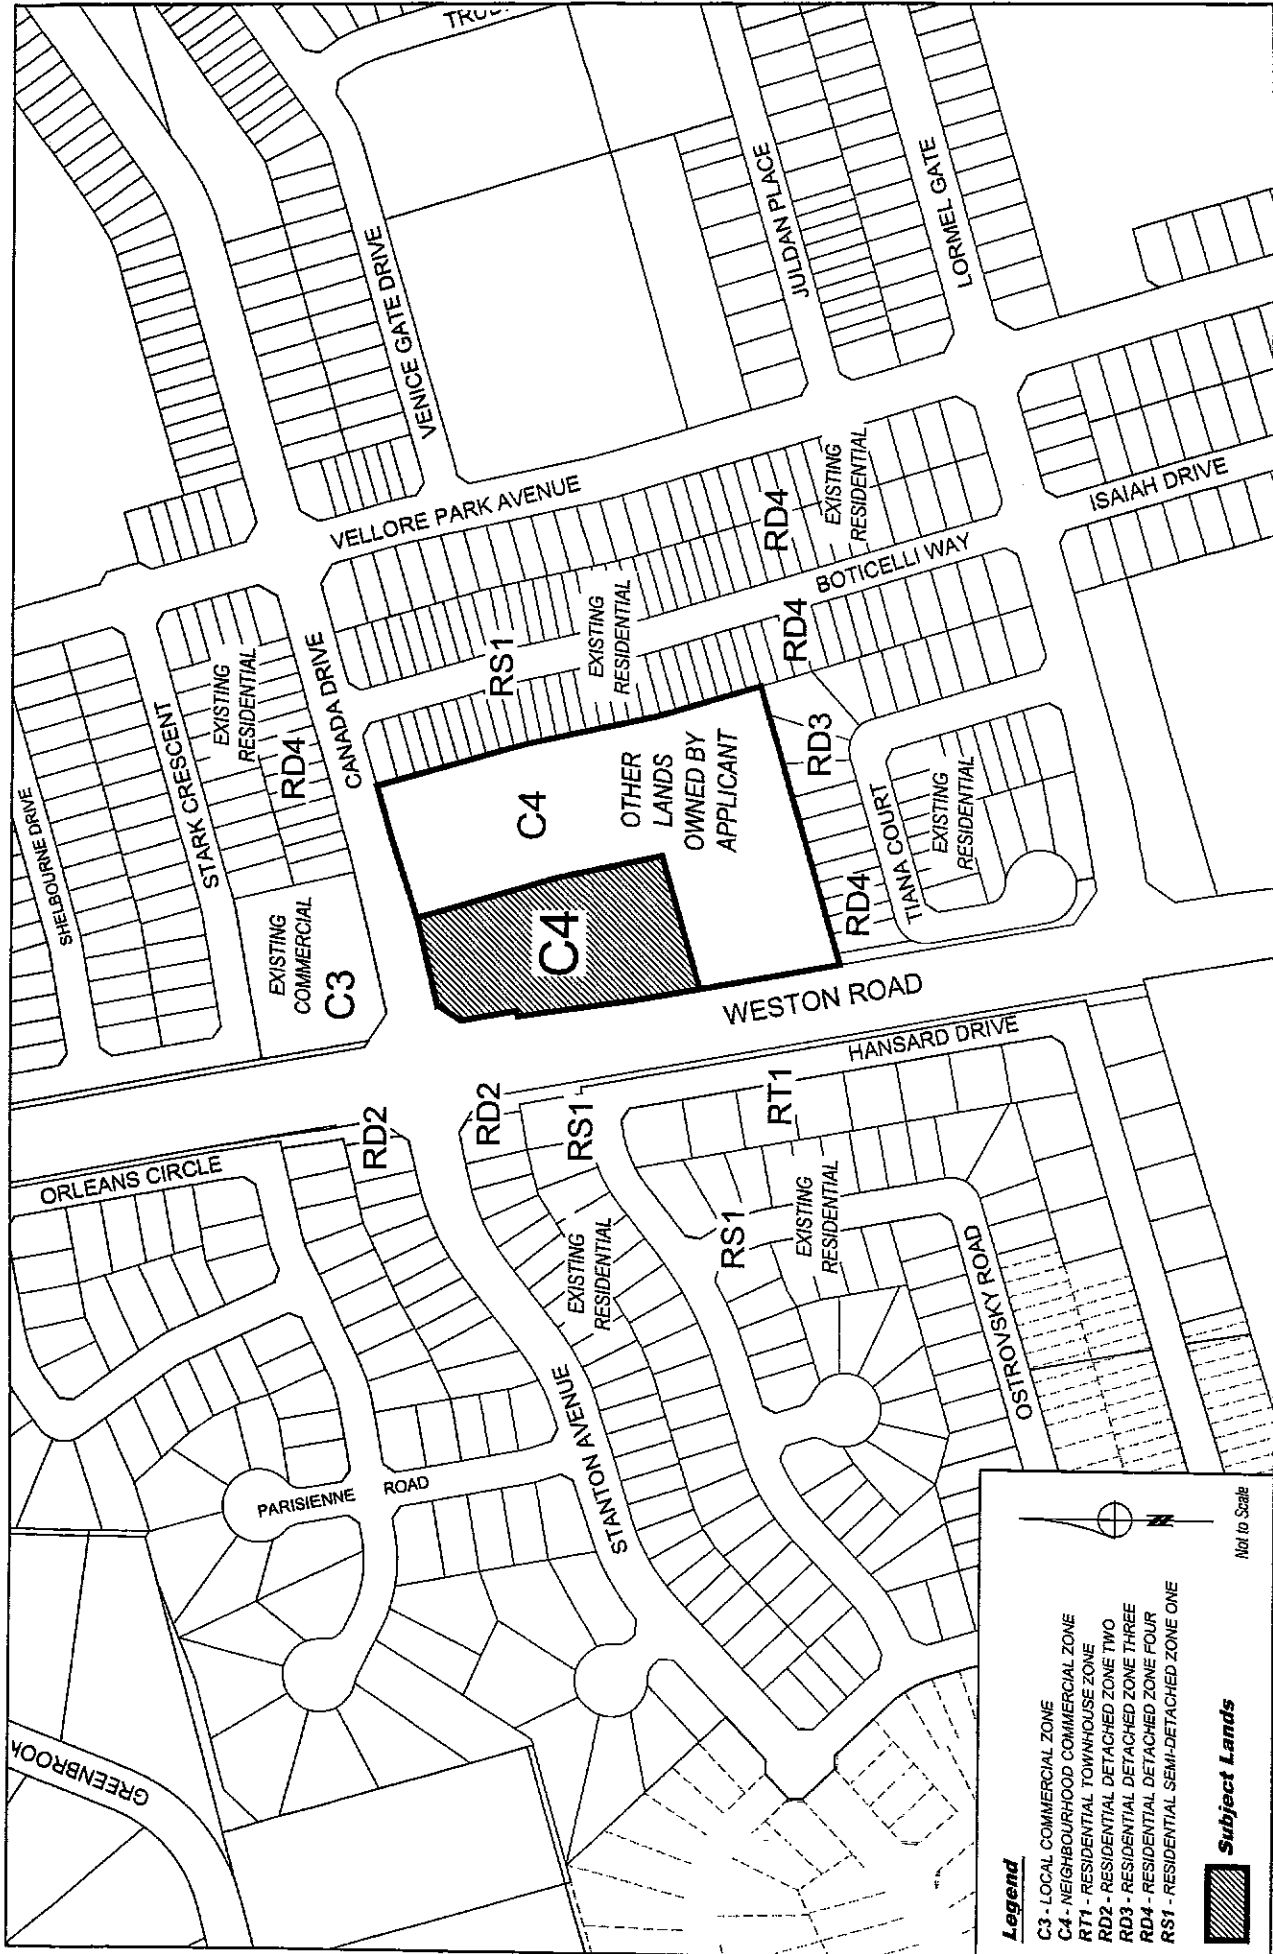 TRUD
SHELBOURNE DRIVE
STARK CRESCENT
EXISTING
RESIDENTIAL
RD4
CANADA DRIVE
VENICE GATE DRIVE
VELLORE PARK AVENUE
JULDAN PLACE
LORMEL GATE
EXISTING
COMMERCIAL
C3
RS1
EXISTING
RESIDENTIAL
RD4
EXISTING
RESIDENTIAL
BOTICELLI WAY
ISAIAH DRIVE
RD4
C4
OTHER
LANDS
OWNED BY
APPLICANT
C4
RD3
RD4
TIANA COURT
EXISTING
RESIDENTIAL
WESTON ROAD
HANSARD DRIVE
ORLEANS CIRCLE
RD2
RD2
RS1
RT1
EXISTING
RESIDENTIAL
RS1
EXISTING
RESIDENTIAL
OSTROVSKY ROAD
PARISIENNE ROAD
STANTON AVENUE
GREENBROOK
Legend
C3 - LOCAL COMMERCIAL ZONE
C4 - NEIGHBOURHOOD COMMERCIAL ZONE
RT1 - RESIDENTIAL TOWNHOUSE ZONE
RD2 - RESIDENTIAL DETACHED ZONE TWO
RD3 - RESIDENTIAL DETACHED ZONE THREE
RD4 - RESIDENTIAL DETACHED ZONE FOUR
RS1 - RESIDENTIAL SEMI-DETACHED ZONE ONE
Subject Lands
N
Not to Scale